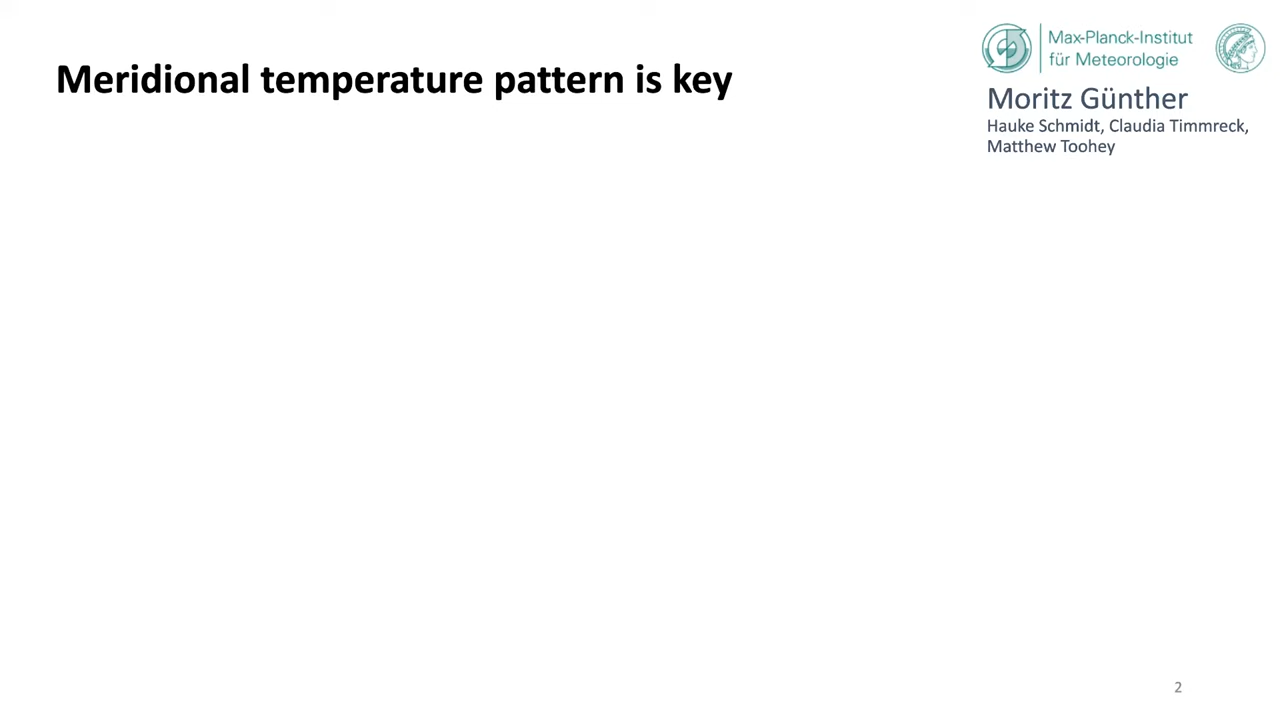 Meridional temperature pattern is key
Max-Planck-Institut
für Meteorologie
Moritz Günther
Hauke Schmidt, Claudia Timmreck,
Matthew Toohey
2